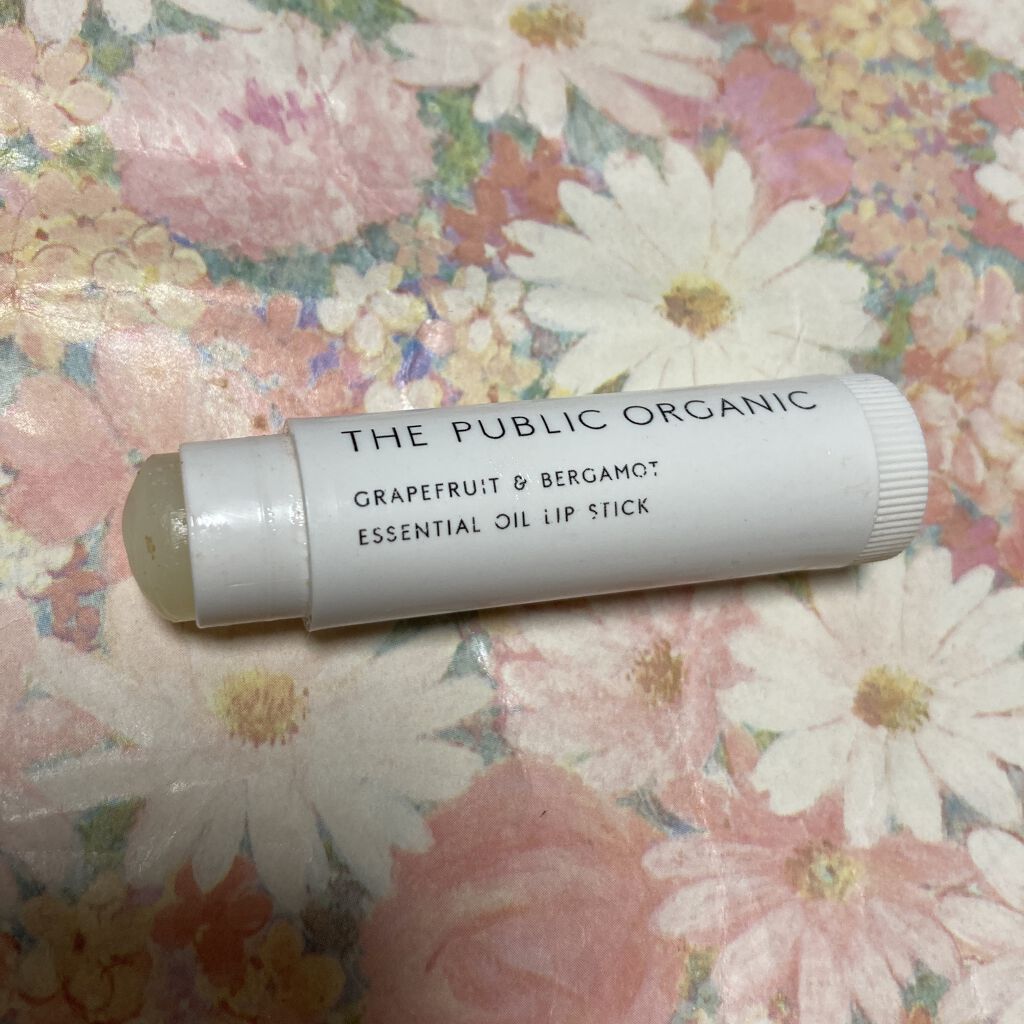 THE PUBLIC ORGANIC
GRAPEFRUIT & BERGAMOT
ESSENTIAL OIL LIP STICK